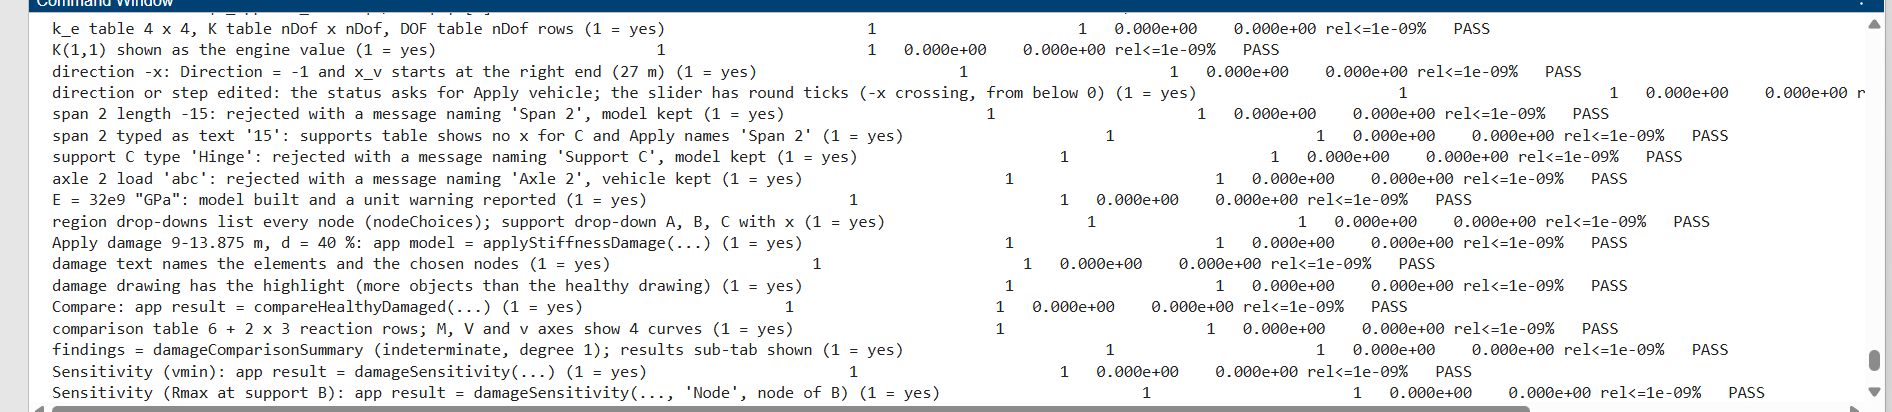 Command Window
k_e table 4 x 4, K table nDof x nDof, DOF table nDof rows (1 = yes) 1 1 0.000e+00 0.000e+00 rel<=1e-09% PASS
K(1,1) shown as the engine value (1 = yes) 1 1 0.000e+00 0.000e+00 rel<=1e-09% PASS
direction -x: Direction = -1 and x_v starts at the right end (27 m) (1 = yes) 1 1 0.000e+00 0.000e+00 rel<=1e-09% PASS
direction or step edited: the status asks for Apply vehicle; the slider has round ticks (-x crossing, from below 0) (1 = yes) 1 1 0.000e+00 0.000e+00 r
span 2 length -15: rejected with a message naming 'Span 2', model kept (1 = yes) 1 1 0.000e+00 0.000e+00 rel<=1e-09% PASS
span 2 typed as text '15': supports table shows no x for C and Apply names 'Span 2' (1 = yes) 1 1 0.000e+00 0.000e+00 rel<=1e-09% PASS
support C type 'Hinge': rejected with a message naming 'Support C', model kept (1 = yes) 1 1 0.000e+00 0.000e+00 rel<=1e-09% PASS
axle 2 load 'abc': rejected with a message naming 'Axle 2', vehicle kept (1 = yes) 1 1 0.000e+00 0.000e+00 rel<=1e-09% PASS
E = 32e9 "GPa": model built and a unit warning reported (1 = yes) 1 1 0.000e+00 0.000e+00 rel<=1e-09% PASS
region drop-downs list every node (nodeChoices); support drop-down A, B, C with x (1 = yes) 1 1 0.000e+00 0.000e+00 rel<=1e-09% PASS
Apply damage 9-13.875 m, d = 40 %: app model = applyStiffnessDamage(...) (1 = yes) 1 1 0.000e+00 0.000e+00 rel<=1e-09% PASS
damage text names the elements and the chosen nodes (1 = yes) 1 1 0.000e+00 0.000e+00 rel<=1e-09% PASS
damage drawing has the highlight (more objects than the healthy drawing) (1 = yes) 1 1 0.000e+00 0.000e+00 rel<=1e-09% PASS
Compare: app result = compareHealthyDamaged(...) (1 = yes) 1 1 0.000e+00 0.000e+00 rel<=1e-09% PASS
comparison table 6 + 2 x 3 reaction rows; M, V and v axes show 4 curves (1 = yes) 1 1 0.000e+00 0.000e+00 rel<=1e-09% PASS
findings = damageComparisonSummary (indeterminate, degree 1); results sub-tab shown (1 = yes) 1 1 0.000e+00 0.000e+00 rel<=1e-09% PASS
Sensitivity (vmin): app result = damageSensitivity(...) (1 = yes) 1 1 0.000e+00 0.000e+00 rel<=1e-09% PASS
Sensitivity (Rmax at support B): app result = damageSensitivity(..., 'Node', node of B) (1 = yes) 1 1 0.000e+00 0.000e+00 rel<=1e-09% PASS